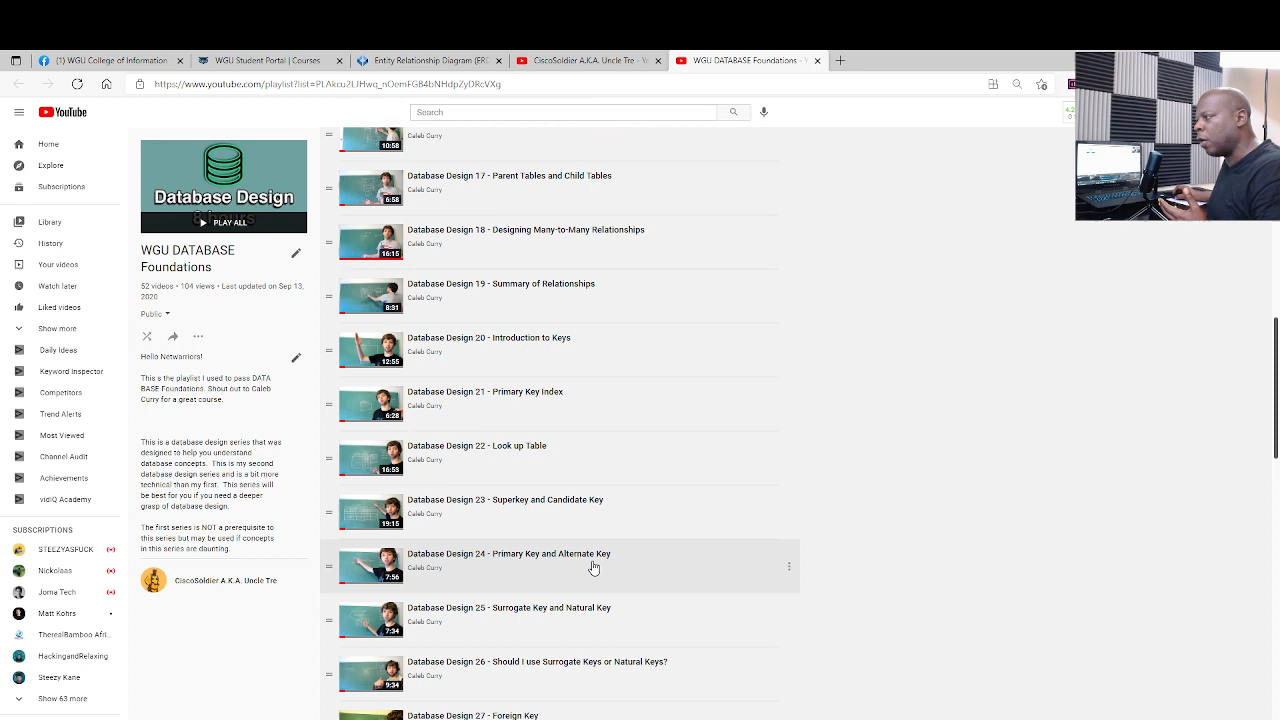 (1) WGU College of Information
WGU Student Portal | Courses
Entity Relationship Dia
CiscoSoldier A.K.A. Uncle Tre - Yo
WGU DATABASE Foundations - Y
Search
YouTube
Home
Explore
Subscriptions
Library
History
Your videos
Watch later
Liked videos
Show more
Daily Ideas
Keyword Inspector
Competitors
Trend Alerts
Most Viewed
Channel Audit
Achievements
vidIQ Academy
SUBSCRIPTIONS
STEEZYASFUCK
Nickolaas
Joma Tech
Matt Kohrs
TherealBamboo Afri...
HackingandRelaxing
Steezy Kane
Show 63 more
Database Design
8 hours
PLAY ALL
WGU DATABASE
Foundations
52 videos • 104 views • Last updated on Sep 13,
2020
Public
Hello Netwarriors!
This s the playlist I used to pass DATA
BASE Foundations. Shout out to Caleb
Curry for a great course.
This is a database design series that was
designed to help you understand
database concepts. This is my second
database design series and is a bit more
technical than my first. This series will
be best for you if you need a deeper
grasp of database design.
The first series is NOT a prerequisite to
this series but may be used if concepts
in this series are daunting.
CiscoSoldier A.K.A. Uncle Tre
10:58
Caleb Curry
6:58
Database Design 17 - Parent Tables and Child Tables
Caleb Curry
16:15
Database Design 18 - Designing Many-to-Many Relationships
Caleb Curry
8:31
Database Design 19 - Summary of Relationships
Caleb Curry
12:55
Database Design 20 - Introduction to Keys
Caleb Curry
6:28
Database Design 21 - Primary Key Index
Caleb Curry
16:53
Database Design 22 - Look up Table
Caleb Curry
19:15
Database Design 23 - Superkey and Candidate Key
Caleb Curry
7:56
Database Design 24 - Primary Key and Alternate Key
Caleb Curry
7:34
Database Design 25 - Surrogate Key and Natural Key
Caleb Curry
9:34
Database Design 26 - Should I use Surrogate Keys or Natural Keys?
Caleb Curry
Database Design 27 - Foreign Key